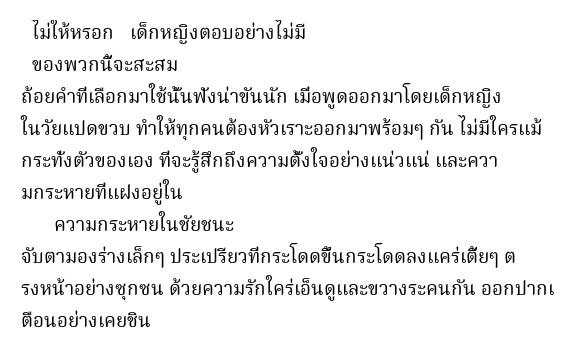 ไม่ให้หรอก   เด็กหญิงตอบอย่างไม่มี
ของพวกนี้จะสะสม
ถ้อยคำที่เลือกมาใช้นั้นฟังน่าขันนัก เมื่อพูดออกมาโดยเด็กหญิง
ในวัยแปดขวบ ทำให้ทุกคนต้องหัวเราะออกมาพร้อมๆ กัน ไม่มีใครแม้
กระทั่งตัวของเอง ที่จะรู้สึกถึงความตั้งใจอย่างแน่วแน่ และควา
มกระหายที่แฝงอยู่ใน
ความกระหายในชัยชนะ
จับตามองร่างเล็กๆ ประเปรียวที่กระโดดขึ้นกระโดดลงแคร่เตี้ยๆ ต
รงหน้าอย่างซุกซน ด้วยความรักใคร่เอ็นดูและขวางระคนกัน ออกปากเ
ตือนอย่างเคยชิน